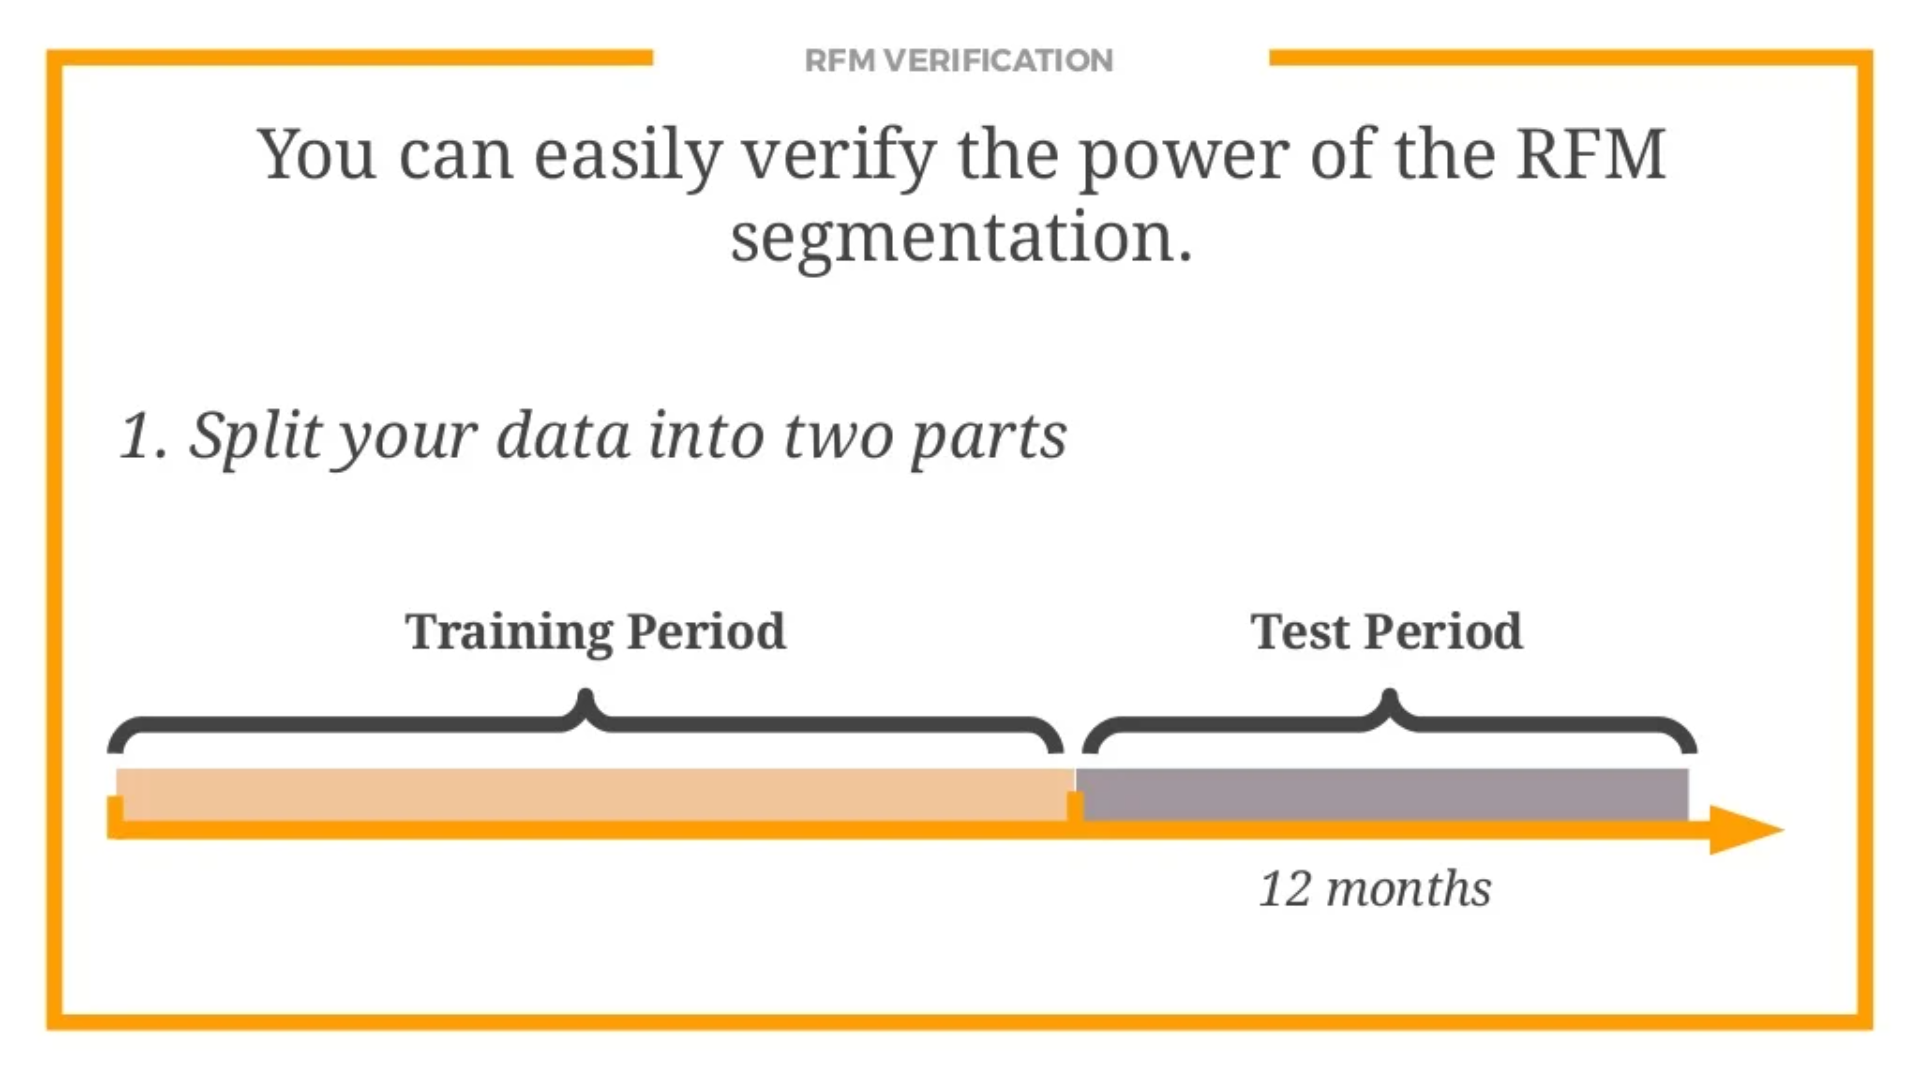 RFM VERIFICATION
You can easily verify the power of the RFM
segmentation.
1. Split your data into two parts
Training Period
Test Period
12 months